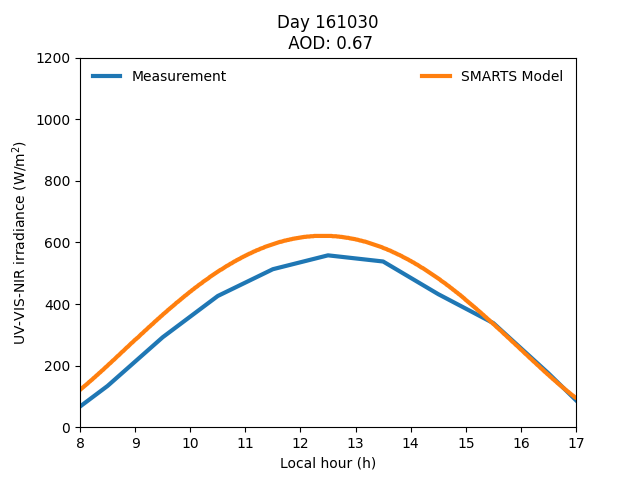 Day 161030
AOD: 0.67
Measurement
SMARTS Model
UV-VIS-NIR irradiance (W/m²)
1200
1000
800
600
400
200
0
8 9 10 11 12 13 14 15 16 17
Local hour (h)